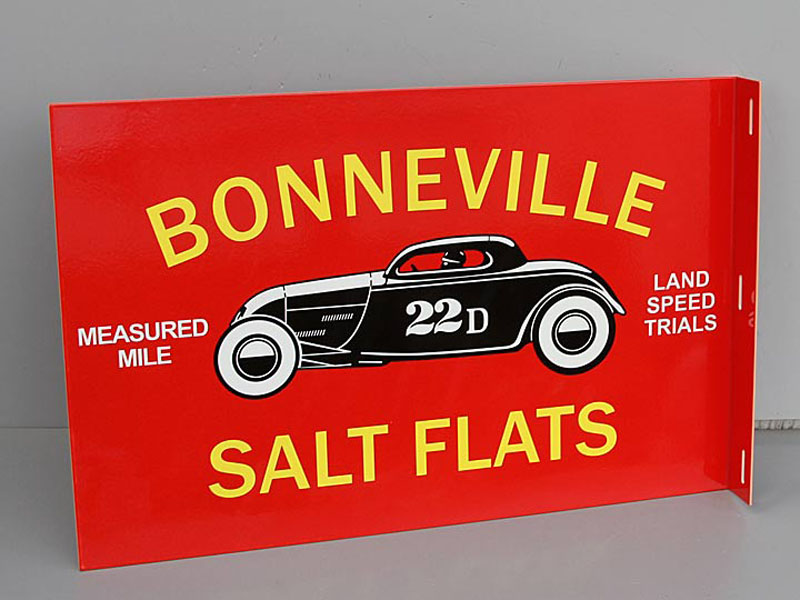 BONNEVILLE
MEASURED
MILE
22D
LAND
SPEED
TRIALS
SALT FLATS